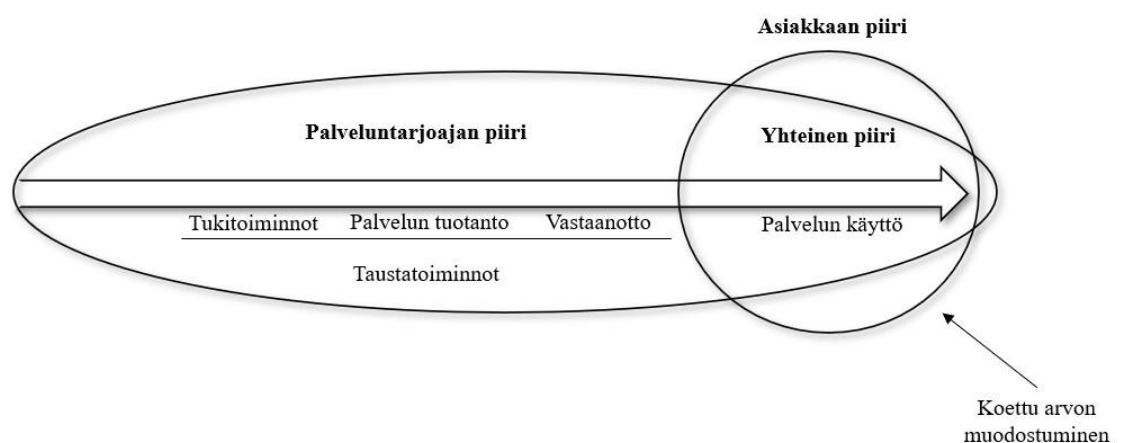 Asiakkaan piiri
Palveluntarjoajan piiri
Yhteinen piiri
Tukitoiminnot
Palvelun tuotanto
Vastaanotto
Palvelun käyttö
Taustatoiminnot
Koettu arvon
muodostuminen